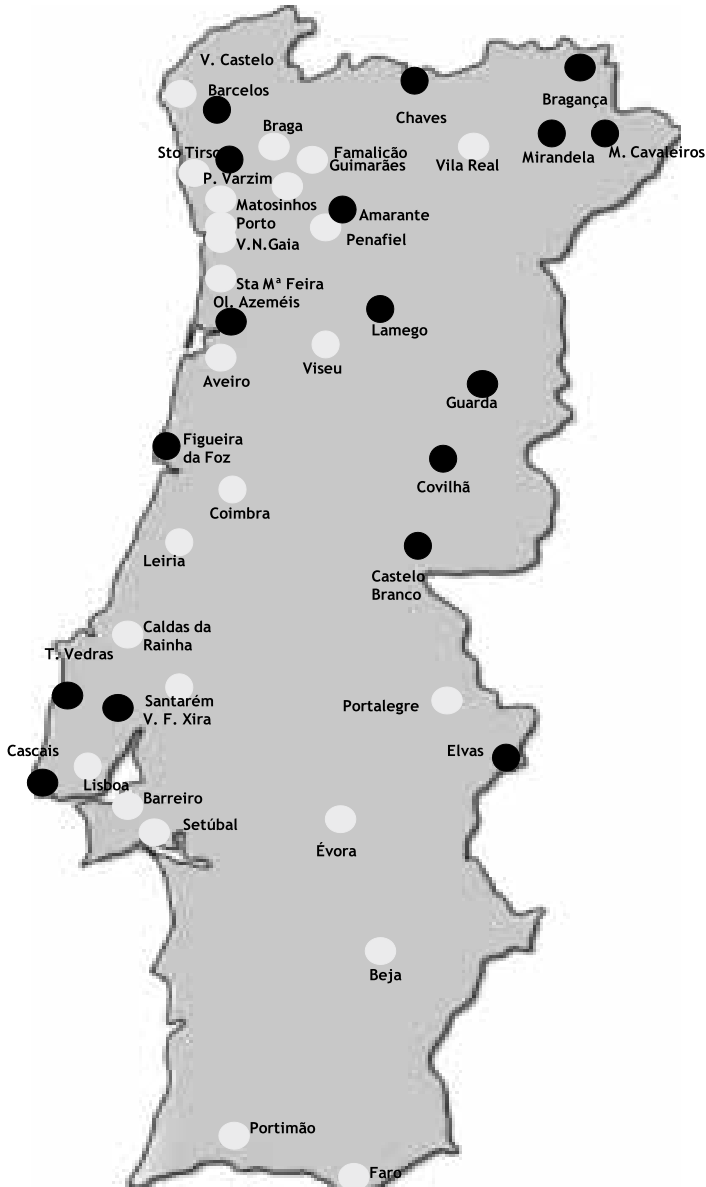 V. Castelo
Barcelos
Chaves
Bragança
Braga
Sto Tirso
Famalicão
Guimarães
Vila Real
Mirandela
M. Cavaleiros
P. Varzim
Matosinhos
Amarante
Porto
Penafiel
V.N.Gaia
Sta Mª Feira
Ol. Azeméis
Lamego
Viseu
Aveiro
Guarda
Figueira
da Foz
Covilhã
Coimbra
Leiria
Castelo
Branco
Caldas da
Rainha
T. Vedras
Santarém
V. F. Xira
Portalegre
Cascais
Elvas
Lisboa
Barreiro
Setúbal
Évora
Beja
Portimão
Faro